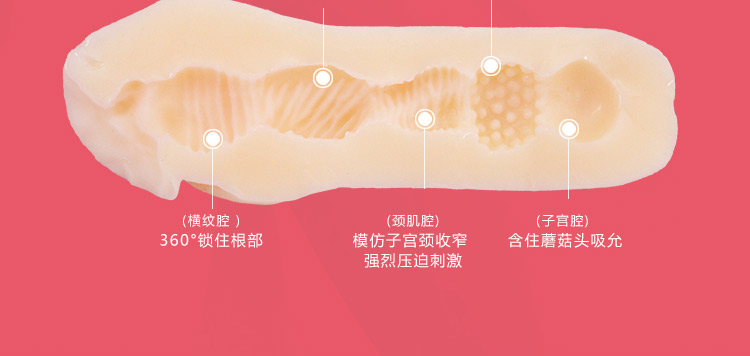 (横纹腔 )
360°锁住根部
(颈肌腔)
模仿子宫颈收窄
强烈压迫刺激
(子宫腔)
含住蘑菇头吸允